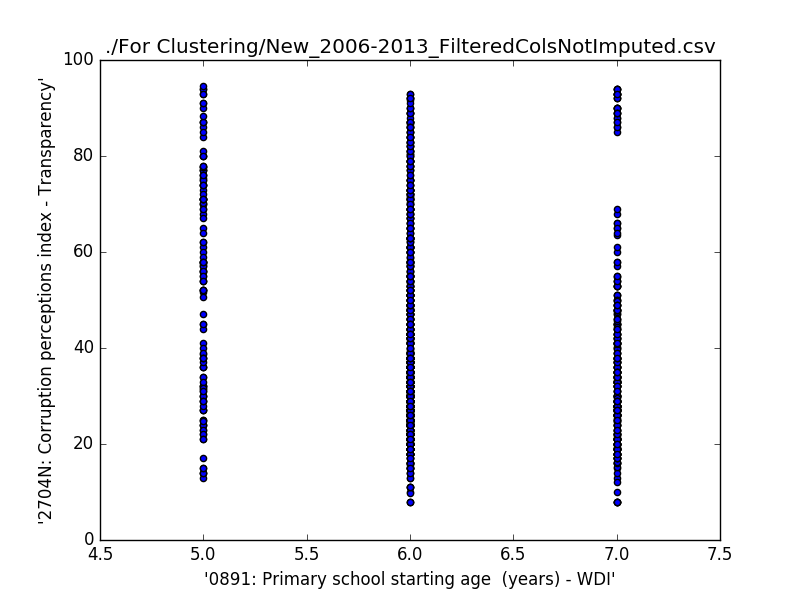 ./For Clustering/New_2006-2013_FilteredColsNotImputed.csv
'2704N: Corruption perceptions index - Transparency'
100
80
60
40
20
0
4.5 5.0 5.5 6.0 6.5 7.0 7.5
'0891: Primary school starting age  (years) - WDI'